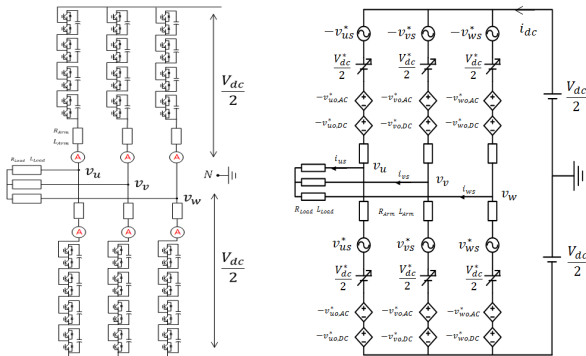 V_dc/2
R_Arm
L_Arm
A A A
R_Load L_Load
v_u
v_v
v_w
N
A A A
V_dc/2
i_dc
-v*_us -v*_vs -v*_ws
V*_dc/2 V*_dc/2 V*_dc/2
V_dc/2
-v*_uo,AC -v*_vo,AC -v*_wo,AC
-v*_uo,DC -v*_vo,DC -v*_wo,DC
i_us v_u
i_vs v_v
i_ws v_w
R_Load L_Load R_Arm L_Arm
v*_us v*_vs v*_ws
V_dc/2
V*_dc/2 V*_dc/2 V*_dc/2
-v*_uo,AC -v*_vo,AC -v*_wo,AC
-v*_uo,DC -v*_vo,DC -v*_wo,DC